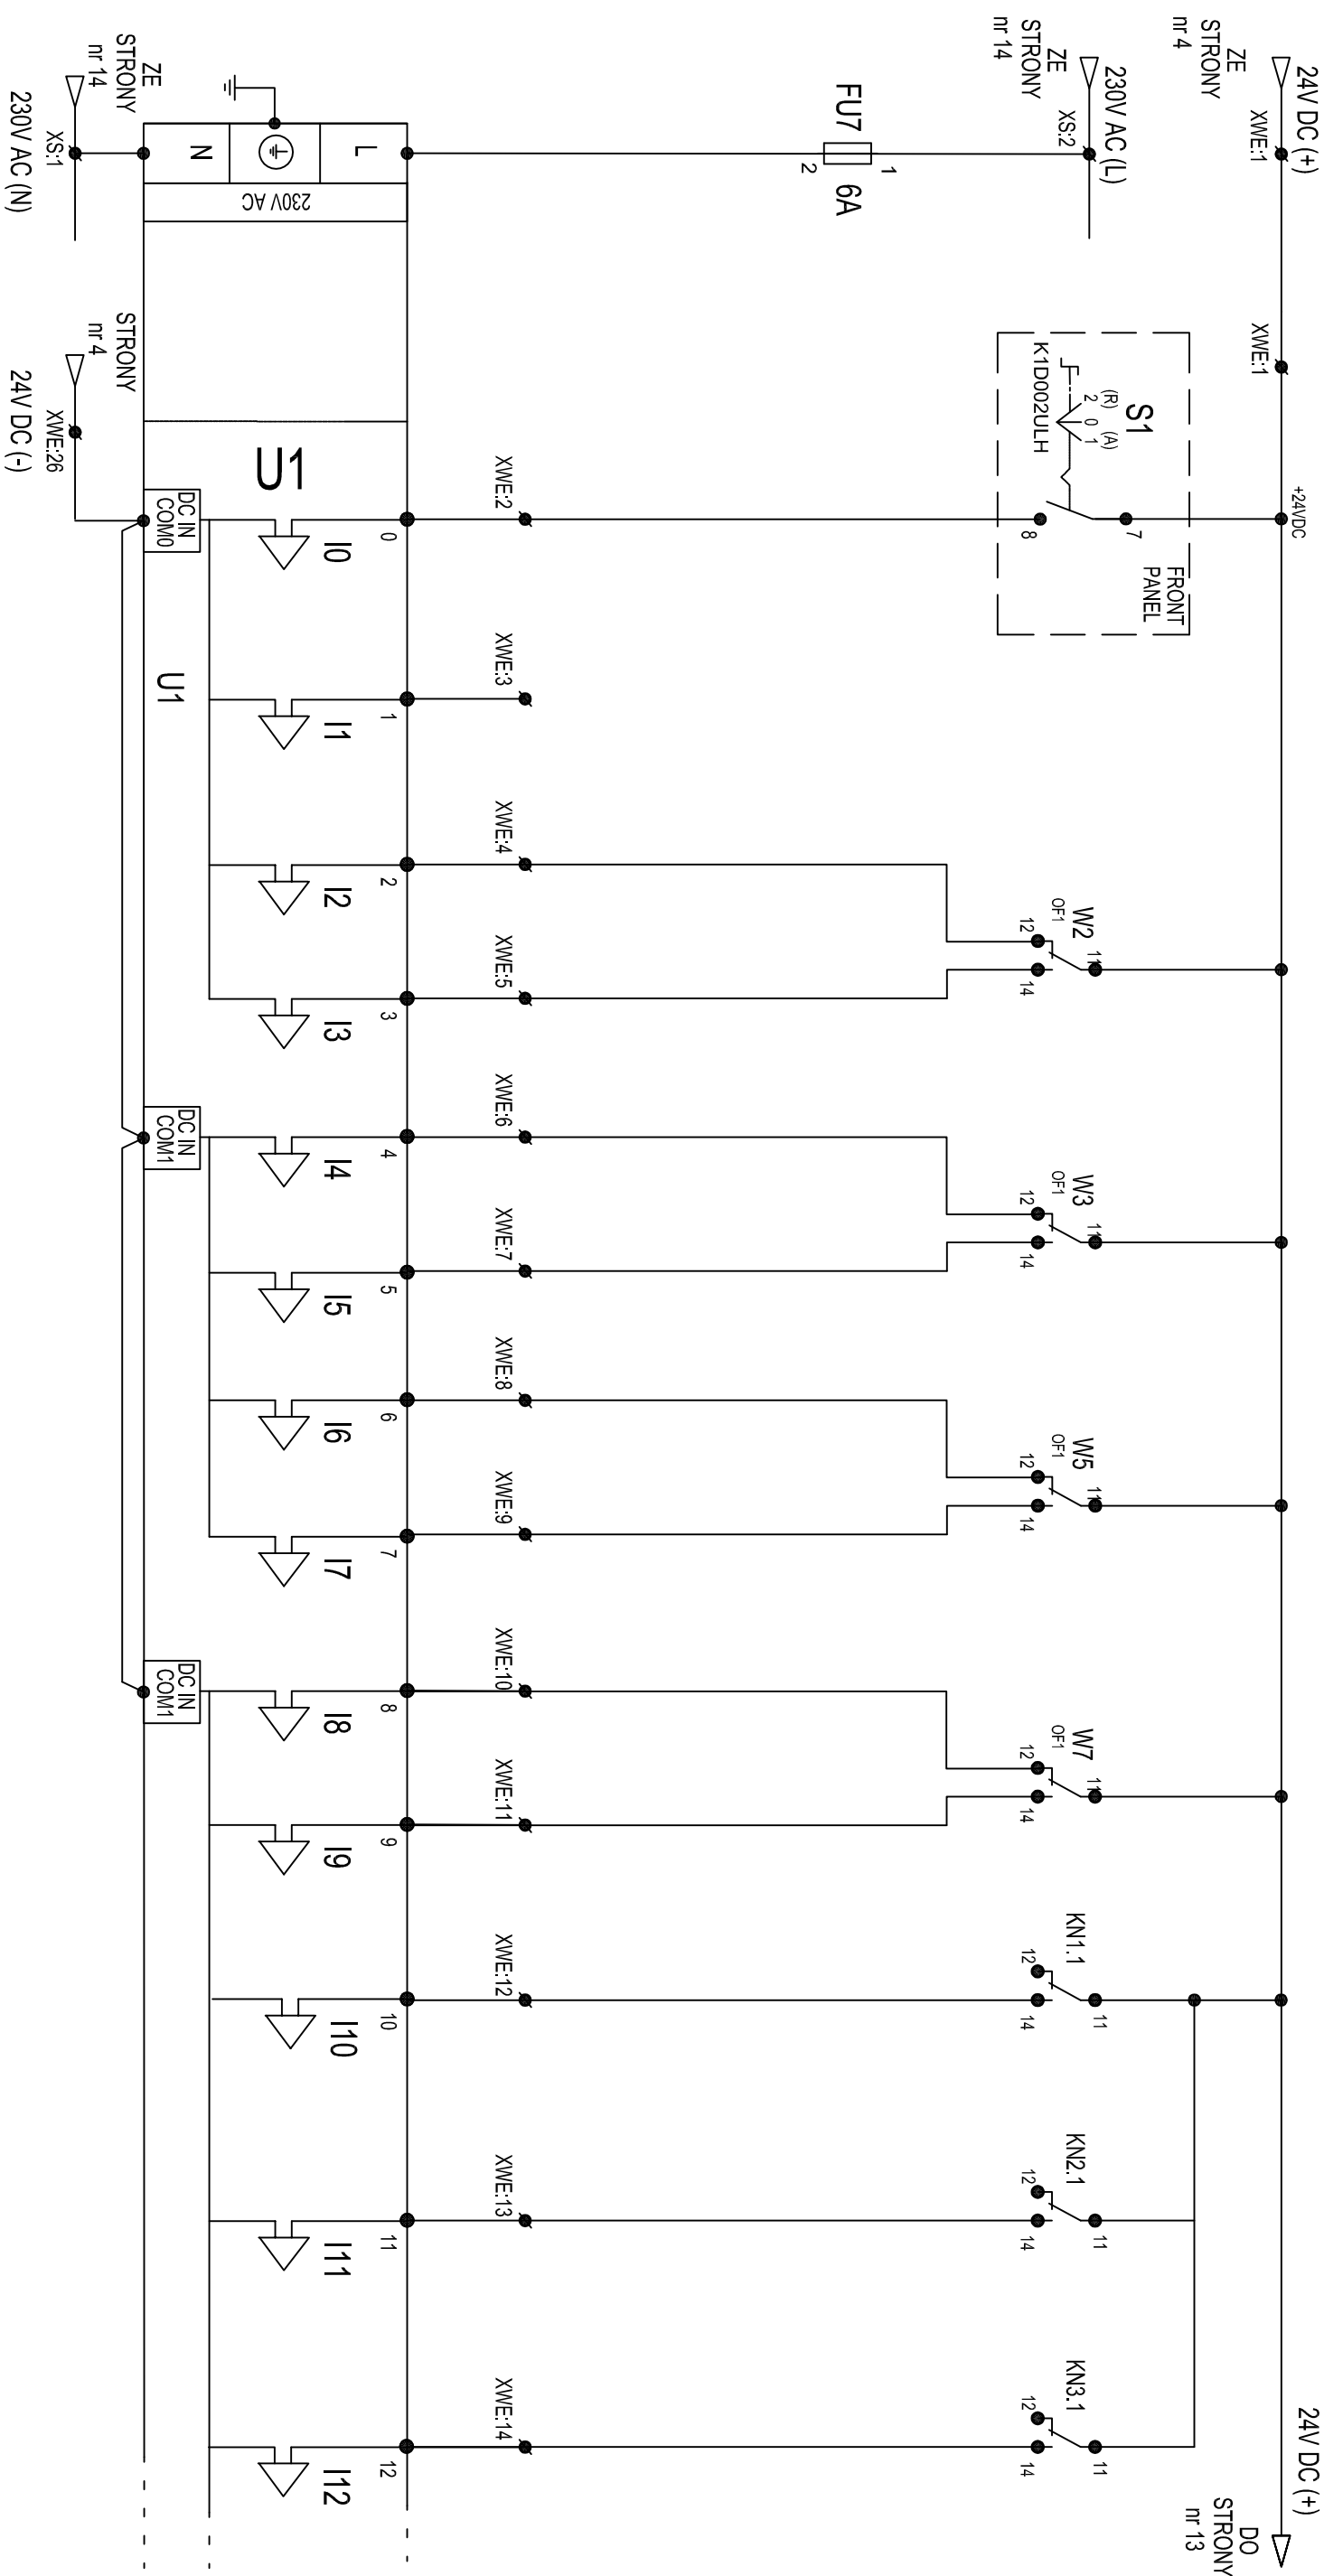 24V DC (+)
XWE:1
ZE
STRONY
nr 4
XWE:1
+24VDC
24V DC (+)
DO
STRONY
nr 13
230V AC (L)
XS:2
ZE
STRONY
nr 14
FU7
6A
1
2
S1
(R)
(A)
2
0
1
K1D002ULH
7
8
FRONT
PANEL
W2
OF1
11
12
14
W3
OF1
11
12
14
W5
OF1
11
12
14
W7
OF1
11
12
14
KN1.1
11
12
14
KN2.1
11
12
14
KN3.1
11
12
14
XWE:2
XWE:3
XWE:4
XWE:5
XWE:6
XWE:7
XWE:8
XWE:9
XWE:10
XWE:11
XWE:12
XWE:13
XWE:14
0
1
2
3
4
5
6
7
8
9
10
11
12
L
N
230V AC
U1
I0
I1
I2
I3
I4
I5
I6
I7
I8
I9
I10
I11
I12
U1
DC IN
COM0
DC IN
COM1
DC IN
COM1
ZE
STRONY
nr 14
XS:1
230V AC (N)
STRONY
nr 4
XWE:26
24V DC (-)